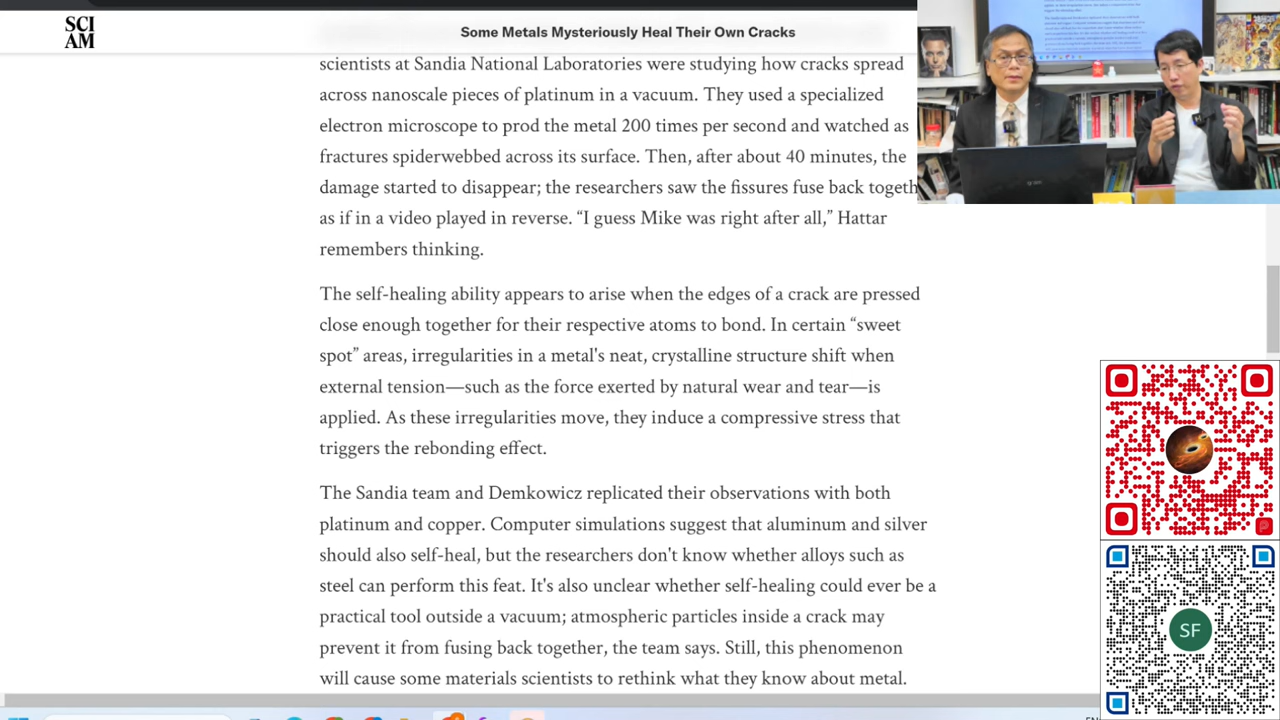 SCI
AM
Some Metals Mysteriously Heal Their Own Cracks
scientists at Sandia National Laboratories were studying how cracks spread
across nanoscale pieces of platinum in a vacuum. They used a specialized
electron microscope to prod the metal 200 times per second and watched as
fractures spiderwebbed across its surface. Then, after about 40 minutes, the
damage started to disappear; the researchers saw the fissures fuse back togeth
as if in a video played in reverse. “I guess Mike was right after all,” Hattar
remembers thinking.
The self-healing ability appears to arise when the edges of a crack are pressed
close enough together for their respective atoms to bond. In certain “sweet
spot” areas, irregularities in a metal's neat, crystalline structure shift when
external tension—such as the force exerted by natural wear and tear—is
applied. As these irregularities move, they induce a compressive stress that
triggers the rebonding effect.
The Sandia team and Demkowicz replicated their observations with both
platinum and copper. Computer simulations suggest that aluminum and silver
should also self-heal, but the researchers don't know whether alloys such as
steel can perform this feat. It's also unclear whether self-healing could ever be a
practical tool outside a vacuum; atmospheric particles inside a crack may
prevent it from fusing back together, the team says. Still, this phenomenon
will cause some materials scientists to rethink what they know about metal.
SF